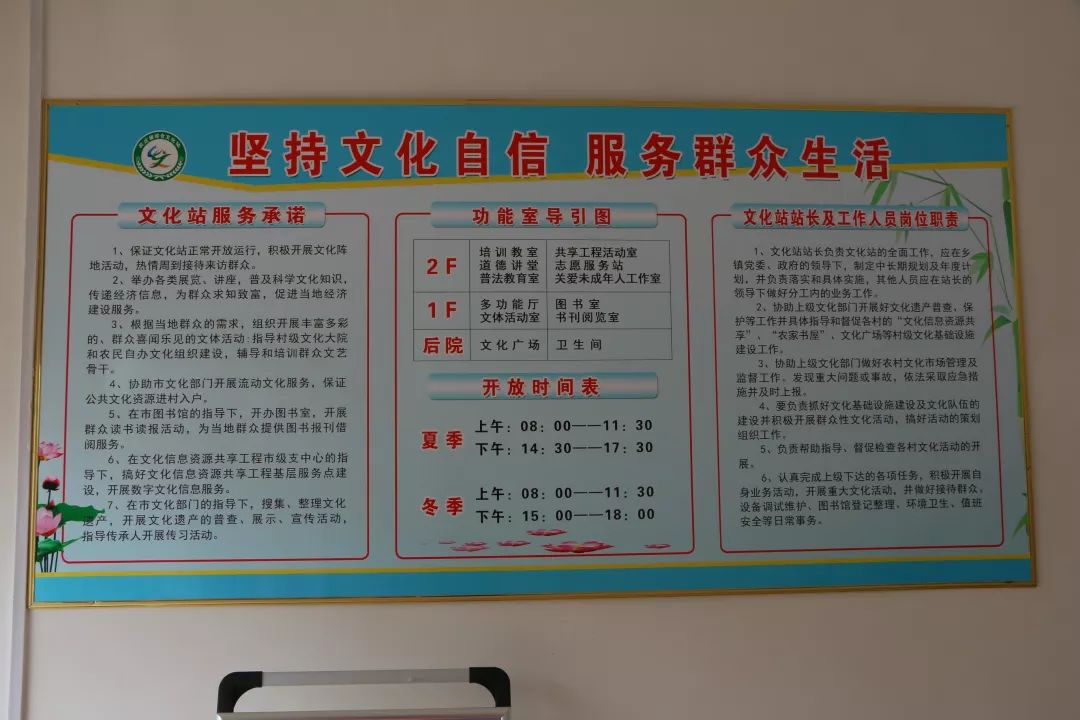 坚持文化自信 服务群众生活
文化站服务承诺
1、保证文化站正常开放运行，积极开展文化阵
地活动，热情周到接待来访群众。
2、举办各类展览、讲座，普及科学文化知识，
传递经济信息，为群众求知致富，促进当地经济
建设服务。
3、根据当地群众的需求，组织开展丰富多彩
的、群众喜闻乐见的文体活动:指导村级文化大院
和农民自办文化组织建设，辅导和培训群众文艺
骨干。
4、协助市文化部门开展流动文化服务，保证
公共文化资源进村入户。
5、在市图书馆的指导下，开办图书室，开展
群众读书读报活动，为当地群众提供图书报刊借
阅服务。
6、在文化信息资源共享工程市级支中心的指
导下，搞好文化资源共享工程基层服务点建
设，开展数字文化信息服务。
7、在市文化部门的指导下，搜集、整理文化
遗产，开展文化遗产的普查、展示、宣传活动，
指导传承人开展传习活动。
功能室导引图
2F
培训教室 共享工程活动室
道德讲堂 志愿服务站
普法教育室 关爱未成年人工作室
1F
多功能厅 图书室
文体活动室 书刊阅览室
后院 文化广场 卫生间
开放时间表
夏季
上午：08：00——11：30
下午：14：30——17：30
冬季
上午：08：00——11：30
下午：15：00——18：00
文化站站长及工作人员岗位职责
1、文化站站长负责文化站的全面工作，应在乡
镇党委、政府的领导下，制定中长期规划及年度计
划，并负责落实和具体实施，其他人员应在站长的
领导下做好分工内的业务工作。
2、协助上级文化部门开展好文化遗产普查、保
护等工作并具体指导和督促各村的“文化信息资源共
享”、“农家书屋”、文化广场等村级文化基础设施
建设工作。
3、协助上级文化部门做好农村文化市场管理及
监督工作。发现重大问题或事故，依法采取应急措
施并及时上报。
4、要负责抓好文化基础设施建设及文化队伍的
建设并积极开展群众性文化活动，搞好活动的策划
组织工作。
5、负责帮助指导、督促检查各村文化活动的开
展。
6、认真完成上级下达的各项任务，积极开展自
身业务活动，开展重大文化活动，并做好接待群众。
设备调试维护、图书馆登记整理、环境卫生、值班
安全等日常事务。